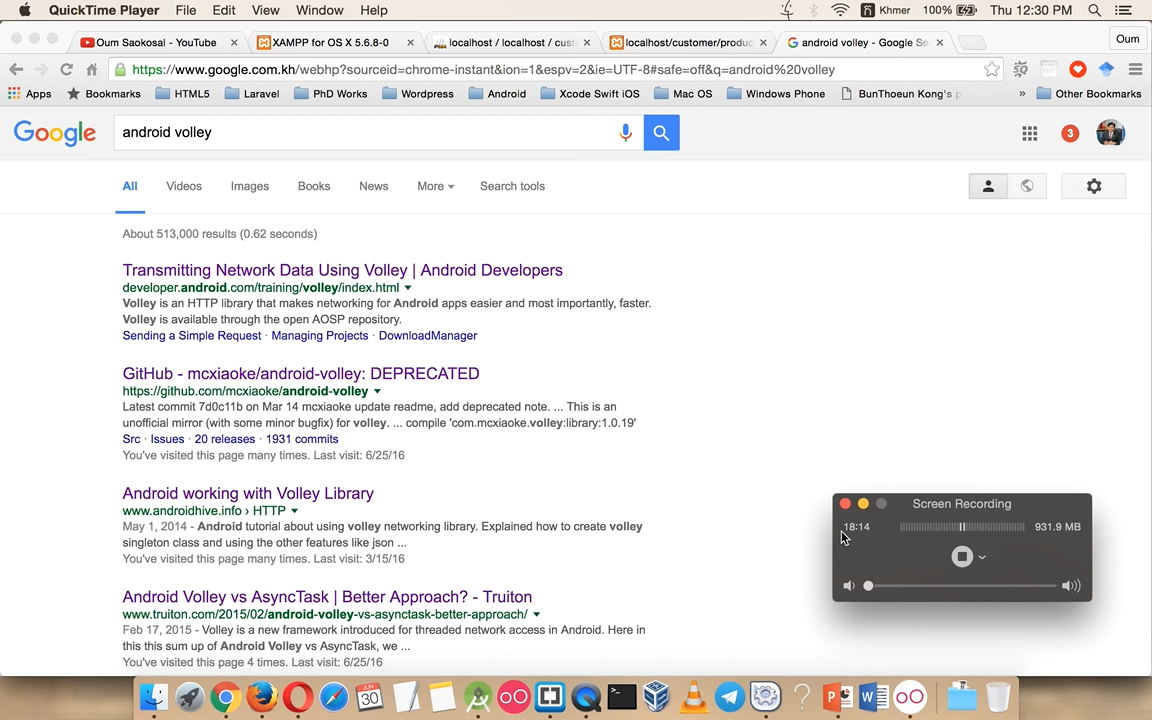 QuickTime Player File Edit View Window Help Khmer 100% Thu 12:30 PM
Oum Saokosal - YouTube XAMPP for OS X 5.6.8-0 localhost / localhost / cust localhost/customer/produc android volley - Google Se Oum
https://www.google.com.kh/webhp?sourceid=chrome-instant&ion=1&espv=2&ie=UTF-8#safe=off&q=android%20volley
Apps Bookmarks HTML5 Laravel PhD Works Wordpress Android Xcode Swift iOS Mac OS Windows Phone BunThoeun Kong's p » Other Bookmarks
Google android volley 3
All Videos Images Books News More Search tools
About 513,000 results (0.62 seconds)
Transmitting Network Data Using Volley | Android Developers
developer.android.com/training/volley/index.html
Volley is an HTTP library that makes networking for Android apps easier and most importantly, faster.
Volley is available through the open AOSP repository.
Sending a Simple Request · Managing Projects · DownloadManager
GitHub - mcxiaoke/android-volley: DEPRECATED
https://github.com/mcxiaoke/android-volley
Latest commit 7d0c11b on Mar 14 mcxiaoke update readme, add deprecated note. ... This is an
unofficial mirror (with some minor bugfix) for volley. ... compile 'com.mcxiaoke.volley:library:1.0.19'
Src · Issues · 20 releases · 1931 commits
You've visited this page many times. Last visit: 6/25/16
Android working with Volley Library
www.androidhive.info › HTTP
May 1, 2014 - Android tutorial about using volley networking library. Explained how to create volley
singleton class and using the other features like json ...
You've visited this page many times. Last visit: 3/15/16
Android Volley vs AsyncTask | Better Approach? - Truiton
www.truiton.com/2015/02/android-volley-vs-asynctask-better-approach/
Feb 17, 2015 - Volley is a new framework introduced for threaded network access in Android. Here in
this this sum up of Android Volley vs AsyncTask, we ...
You've visited this page 4 times. Last visit: 6/25/16
Screen Recording
18:14 931.9 MB
JUN
30